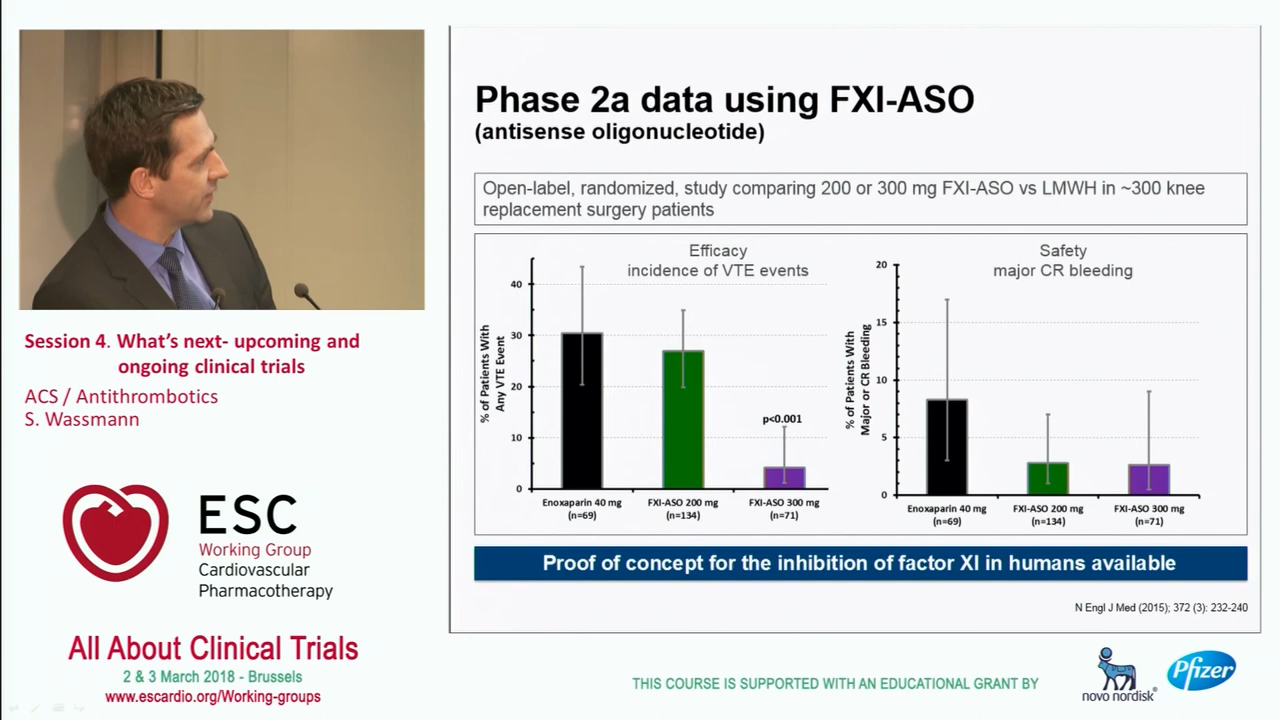 Phase 2a data using FXI-ASO
(antisense oligonucleotide)
Open-label, randomized, study comparing 200 or 300 mg FXI-ASO vs LMWH in ~300 knee
replacement surgery patients
Efficacy
incidence of VTE events
% of Patients With
Any VTE Event
40
30
20
10
0
p<0.001
Enoxaparin 40 mg
(n=69)
FXI-ASO 200 mg
(n=134)
FXI-ASO 300 mg
(n=71)
Safety
major CR bleeding
% of Patients With
Major or CR Bleeding
20
15
10
5
0
Enoxaparin 40 mg
(n=69)
FXI-ASO 200 mg
(n=134)
FXI-ASO 300 mg
(n=71)
Proof of concept for the inhibition of factor XI in humans available
N Engl J Med (2015); 372 (3): 232-240
Session 4. What's next- upcoming and
ongoing clinical trials
ACS / Antithrombotics
S. Wassmann
ESC
Working Group
Cardiovascular
Pharmacotherapy
All About Clinical Trials
2 & 3 March 2018 - Brussels
www.escardio.org/Working-groups
THIS COURSE IS SUPPORTED WITH AN EDUCATIONAL GRANT BY
novo nordisk®
Pfizer